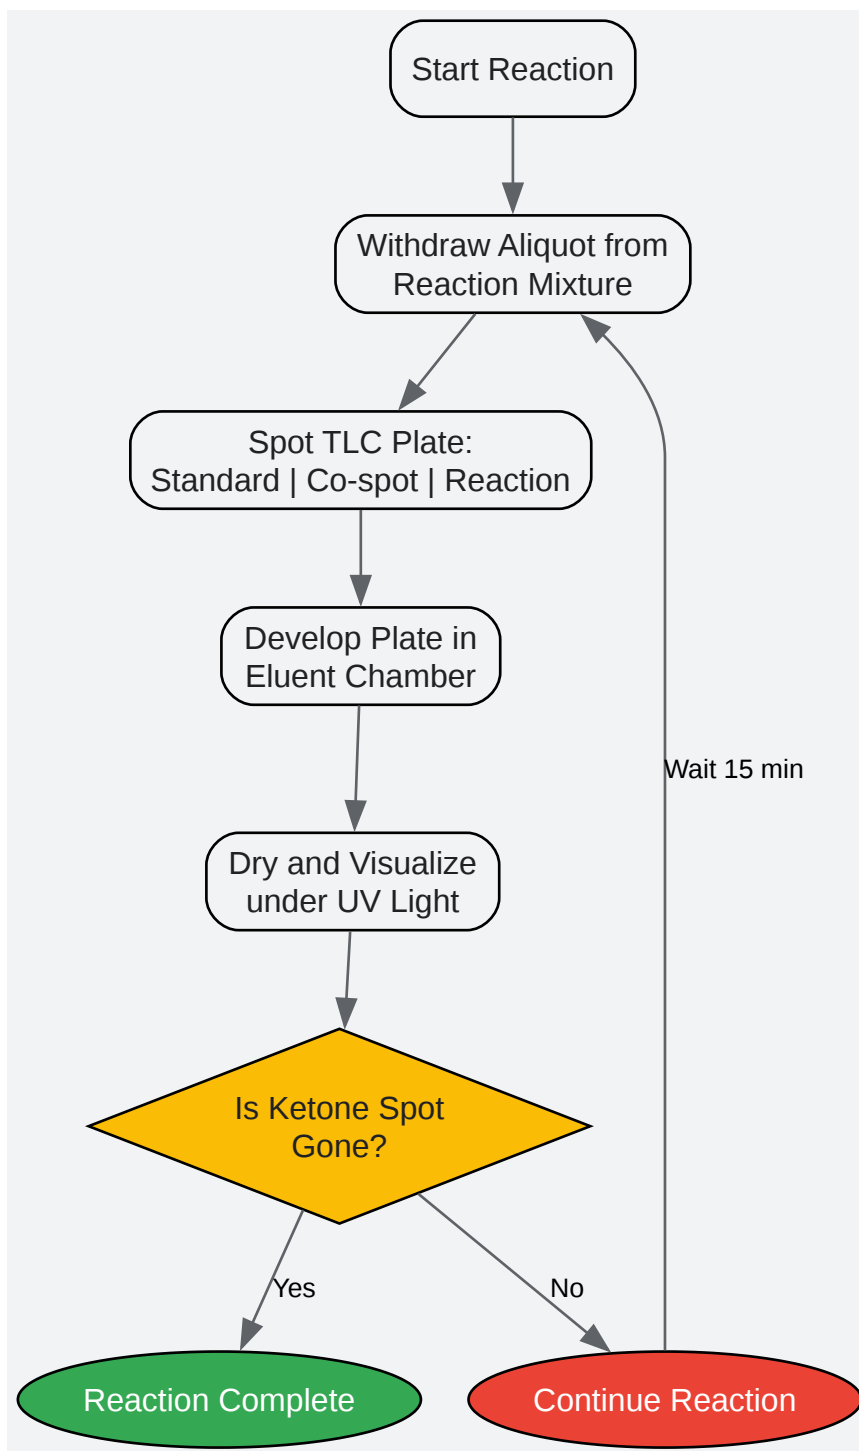 Start Reaction
Withdraw Aliquot from
Reaction Mixture
Spot TLC Plate:
Standard | Co-spot | Reaction
Develop Plate in
Eluent Chamber
Wait 15 min
Dry and Visualize
under UV Light
Is Ketone Spot
Gone?
Yes
No
Reaction Complete
Continue Reaction